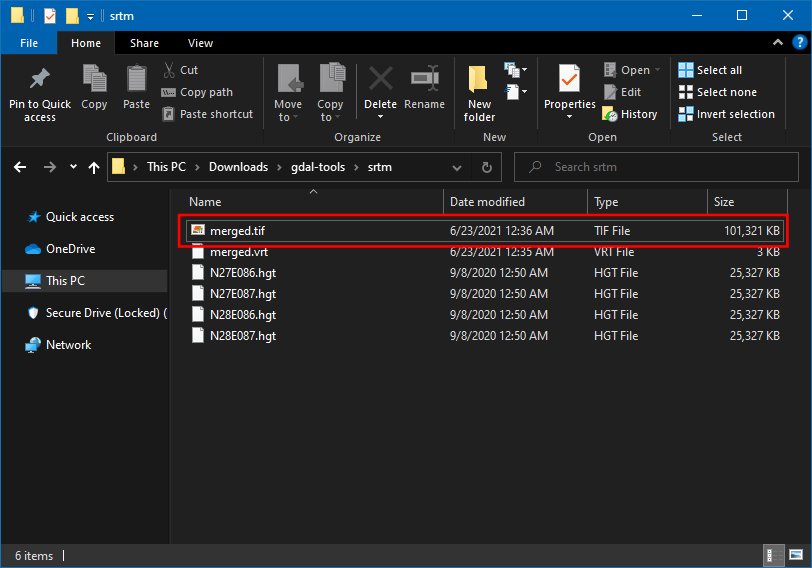 srtm
File Home Share View
Pin to Quick access
Copy
Paste
Cut
Copy path
Paste shortcut
Clipboard
Move to
Copy to
Delete
Rename
Organize
New folder
New
Properties
Open
Edit
History
Open
Select all
Select none
Invert selection
Select
This PC > Downloads > gdal-tools > srtm
Search srtm
Quick access
OneDrive
This PC
Secure Drive (Locked) (
Network
Name Date modified Type Size
merged.tif 6/23/2021 12:36 AM TIF File 101,321 KB
merged.vrt 6/23/2021 12:35 AM VRT File 3 KB
N27E086.hgt 9/8/2020 12:50 AM HGT File 25,327 KB
N27E087.hgt 9/8/2020 12:50 AM HGT File 25,327 KB
N28E086.hgt 9/8/2020 12:50 AM HGT File 25,327 KB
N28E087.hgt 9/8/2020 12:50 AM HGT File 25,327 KB
6 items